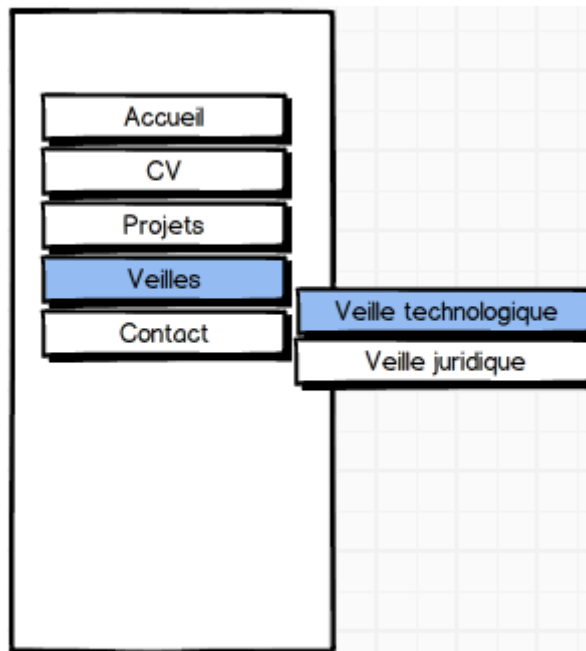 Accueil
CV
Projets
Veilles
Contact
Veille technologique
Veille juridique